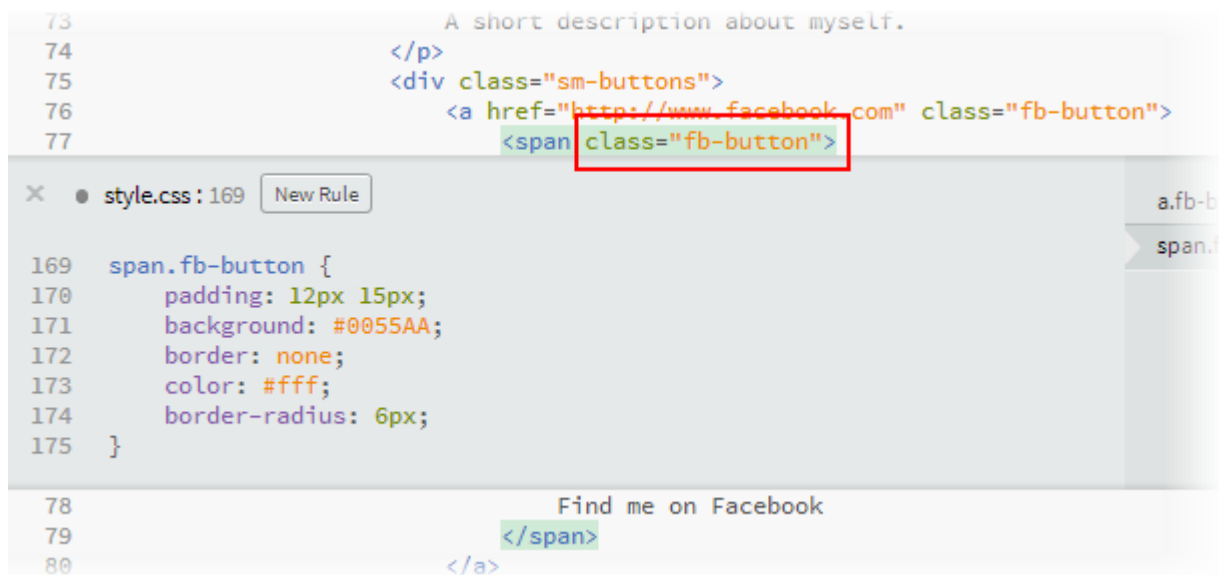 73 A short description about myself.
74 </p>
75 <div class="sm-buttons">
76 <a href="http://www.facebook.com" class="fb-button">
77 <span class="fb-button">
× ● style.css : 169 New Rule
a.fb-b
span.f
169 span.fb-button {
170 padding: 12px 15px;
171 background: #0055AA;
172 border: none;
173 color: #fff;
174 border-radius: 6px;
175 }
78 Find me on Facebook
79 </span>
80 </a>